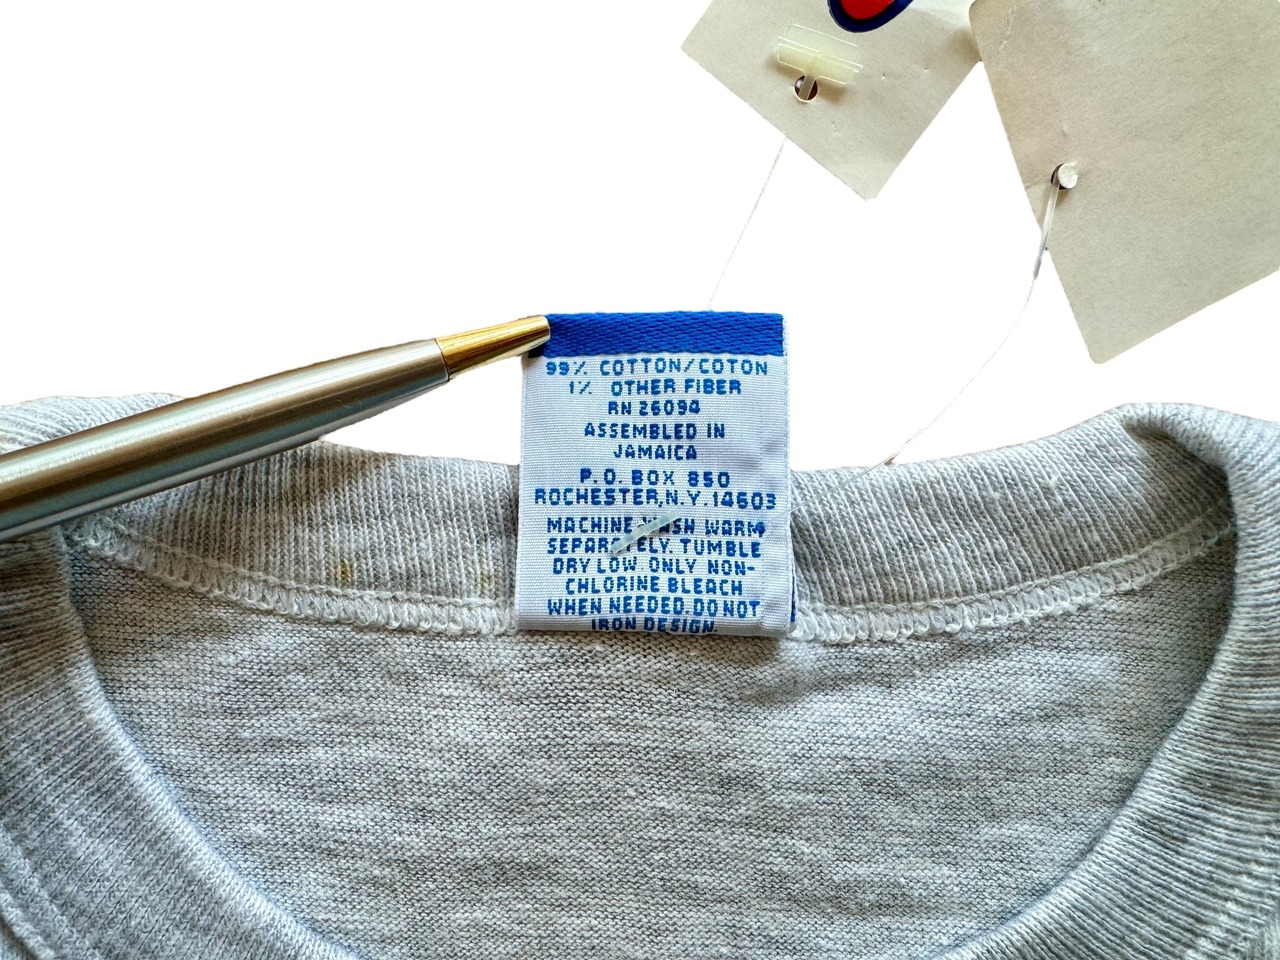 99% COTTON/COTON
1% OTHER FIBER
RN 26094
ASSEMBLED IN
JAMAICA
P.O. BOX 850
ROCHESTER, N.Y. 14603
MACHINE WASH WARM
SEPARATELY. TUMBLE
DRY LOW. ONLY NON-
CHLORINE BLEACH
WHEN NEEDED. DO NOT
IRON DESIGN.